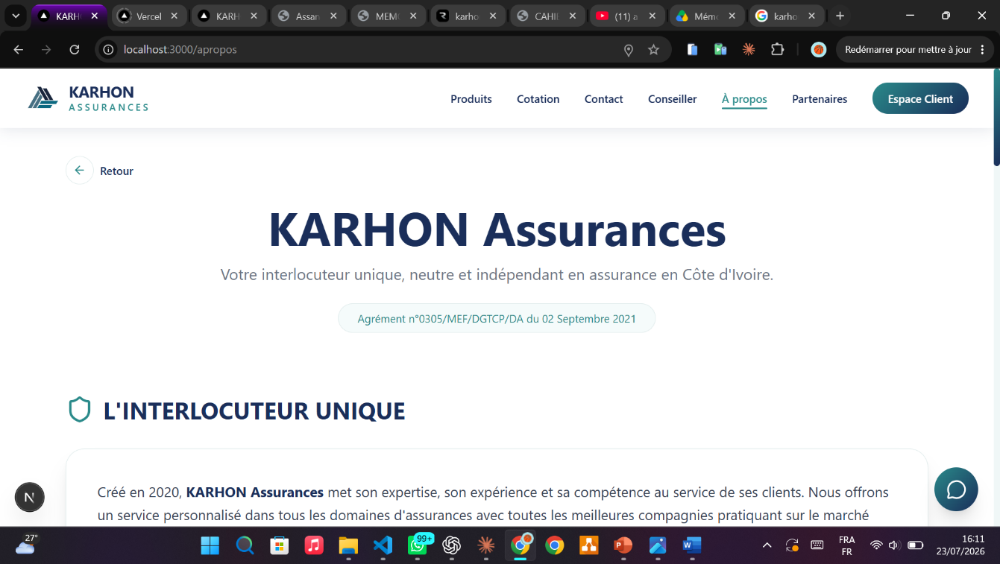 KARH
Vercel
KARH
Assan
MEMO
karho
CAHI
(11) a
Mémo
karho
localhost:3000/apropos
Redémarrer pour mettre à jour
KARHON
ASSURANCES
Produits Cotation Contact Conseiller À propos Partenaires Espace Client
Retour
KARHON Assurances
Votre interlocuteur unique, neutre et indépendant en assurance en Côte d'Ivoire.
Agrément n°0305/MEF/DGTCP/DA du 02 Septembre 2021
L'INTERLOCUTEUR UNIQUE
Créé en 2020, KARHON Assurances met son expertise, son expérience et sa compétence au service de ses clients. Nous offrons
un service personnalisé dans tous les domaines d'assurances avec toutes les meilleures compagnies pratiquant sur le marché
N
27°
99+
FRA
FR
16:11
23/07/2026